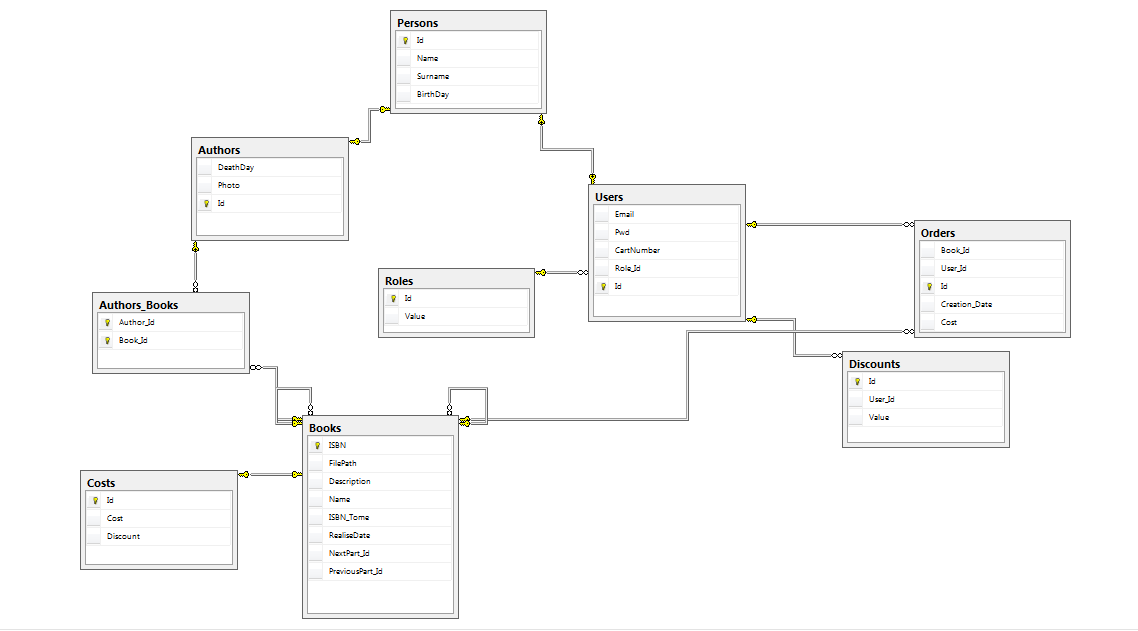 Persons
Id
Name
Surname
BirthDay
Authors
DeathDay
Photo
Id
Users
Email
Pwd
CartNumber
Role_Id
Id
Orders
Book_Id
User_Id
Id
Creation_Date
Cost
Roles
Id
Value
Authors_Books
Author_Id
Book_Id
Discounts
Id
User_Id
Value
Books
ISBN
FilePath
Description
Name
ISBN_Tome
RealiseDate
NextPart_Id
PreviousPart_Id
Costs
Id
Cost
Discount